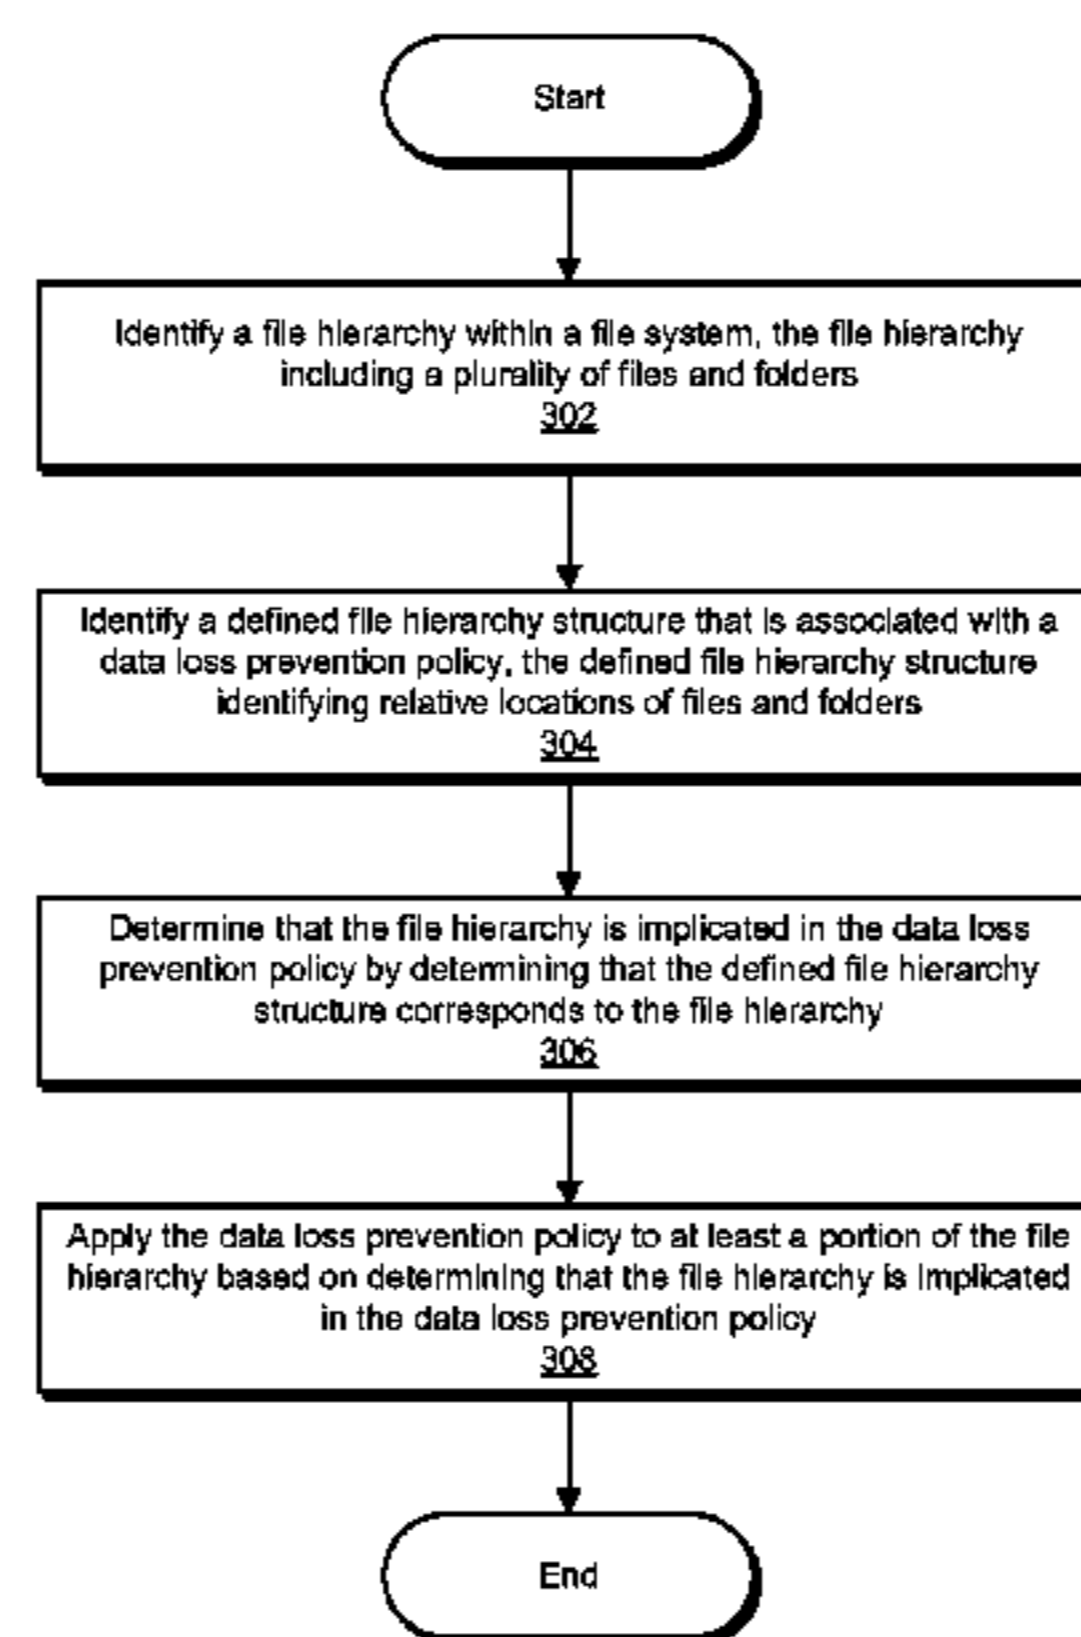 Start
Identify a file hierarchy within a file system, the file hierarchy
including a plurality of files and folders
302
Identify a defined file hierarchy structure that is associated with a
data loss prevention policy, the defined file hierarchy structure
identifying relative locations of files and folders
304
Determine that the file hierarchy is implicated in the data loss
prevention policy by determining that the defined file hierarchy
structure corresponds to the file hierarchy
306
Apply the data loss prevention policy to at least a portion of the file
hierarchy based on determining that the file hierarchy is implicated
in the data loss prevention policy
308
End